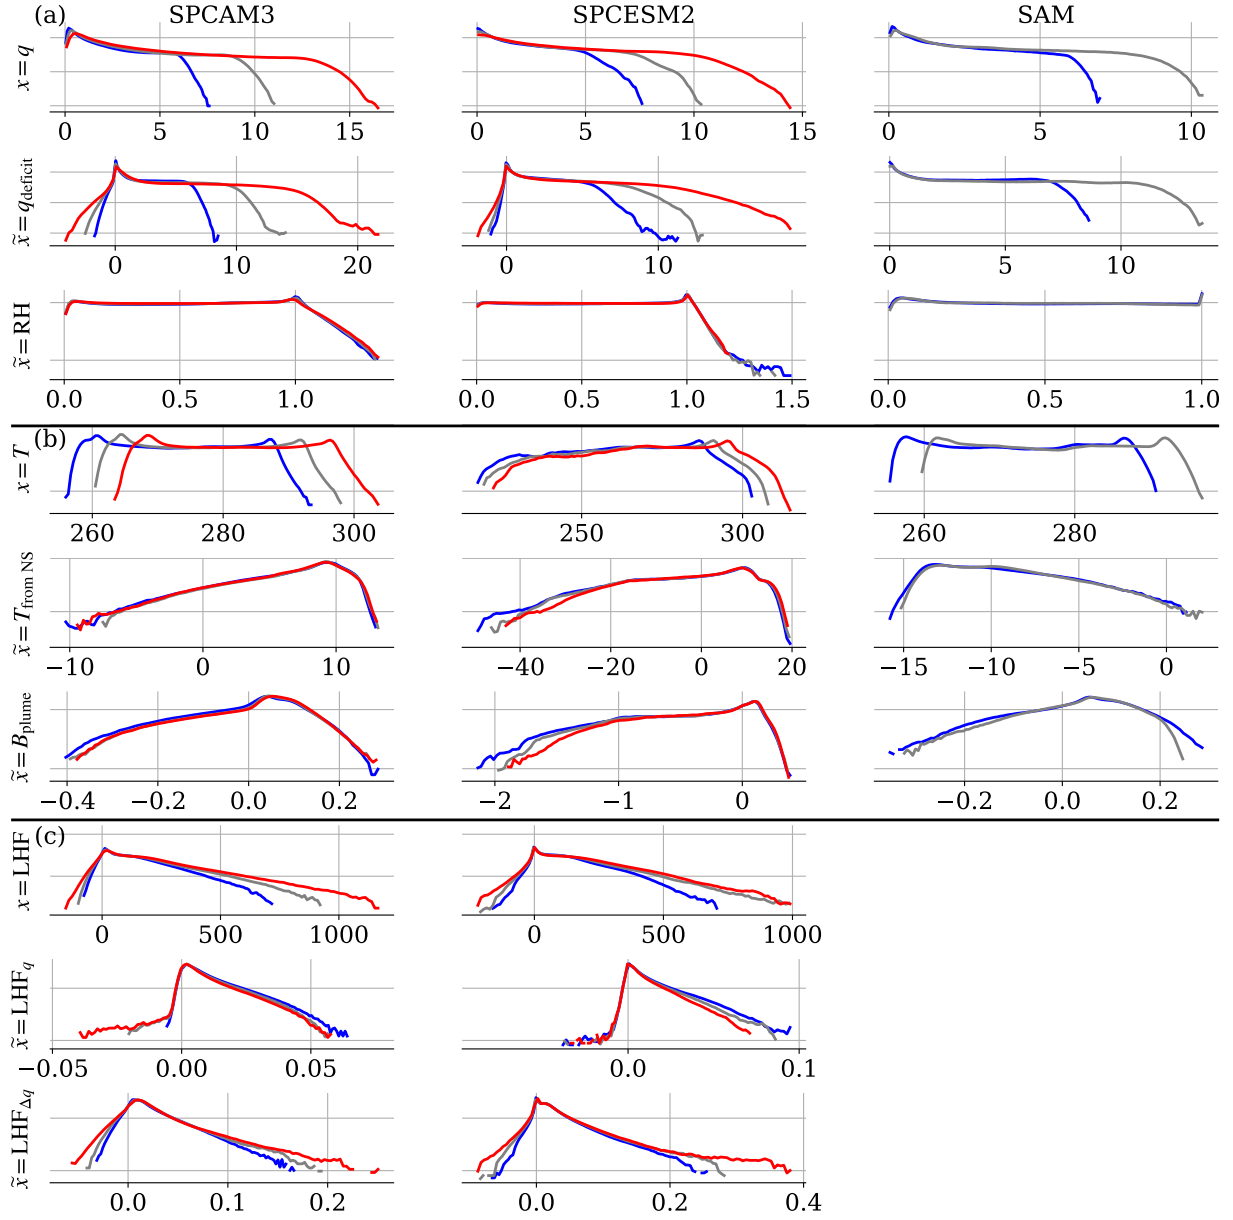 (a) SPCAM3 SPCESM2 SAM
x = q
0 5 10 15 0 5 10 15 0 5 10
x̃ = q_deficit
0 10 20 0 10 0 5 10
x̃ = RH
0.0 0.5 1.0 0.0 0.5 1.0 1.5 0.0 0.5 1.0
(b)
x = T
260 280 300 250 300 260 280
x̃ = T_from NS
−10 0 10 −40 −20 0 20 −15 −10 −5 0
x̃ = B_plume
−0.4 −0.2 0.0 0.2 −2 −1 0 −0.2 0.0 0.2
(c)
x = LHF
0 500 1000 0 500 1000
x̃ = LHF_q
−0.05 0.00 0.05 0.0 0.1
x̃ = LHF_Δq
0.0 0.1 0.2 0.0 0.2 0.4